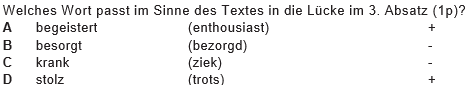 Welches Wort passt im Sinne des Textes in die Lücke im 3. Absatz (1p)?
A begeistert (enthousiast) +
B besorgt (bezorgd) -
C krank (ziek) -
D stolz (trots) +